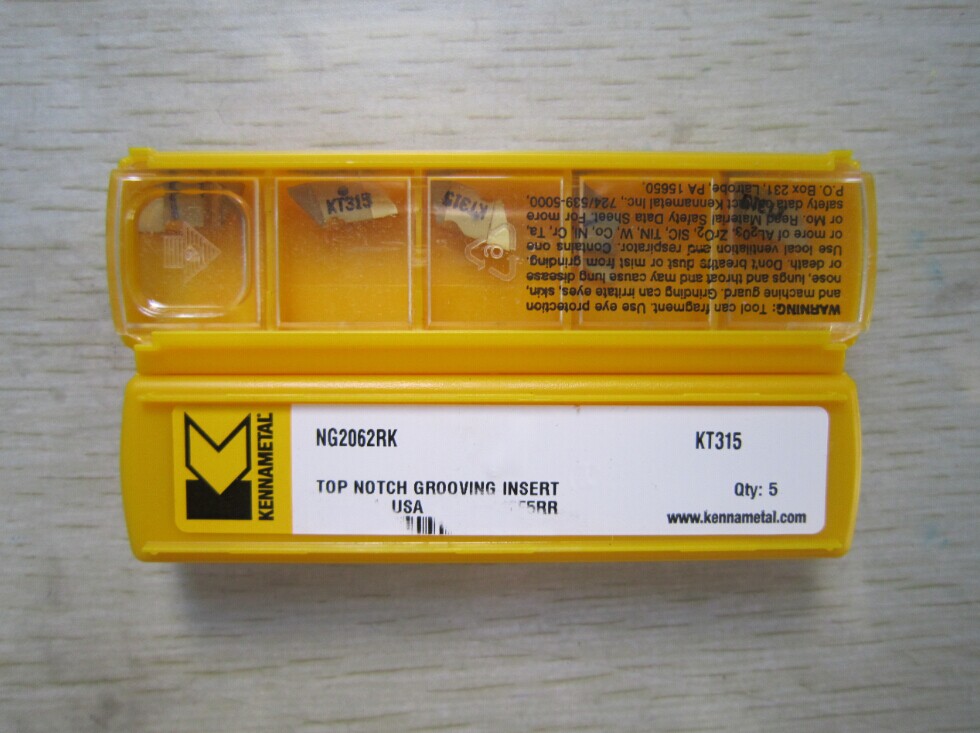 KT315
KT315
WARNING: Tool can fragment. Use eye protection
and machine guard. Grinding can irritate eyes, skin,
nose, lungs and throat and may cause lung disease
or death. Don't breathe dust or mist from grinding.
Use local ventilation and respirator. Contains one
or more of AL2O3, ZrO2, SiC, TiN, W, Co, Ni, Cr, Ta,
or Mo. Read Material Safety Data Sheet. For more
safety data contact Kennametal Inc., 724/539-5000,
P.O. Box 231, Latrobe, PA 15650.
KENNAMETAL
NG2062RK
KT315
TOP NOTCH GROOVING INSERT
Qty: 5
USA
5RR
www.kennametal.com